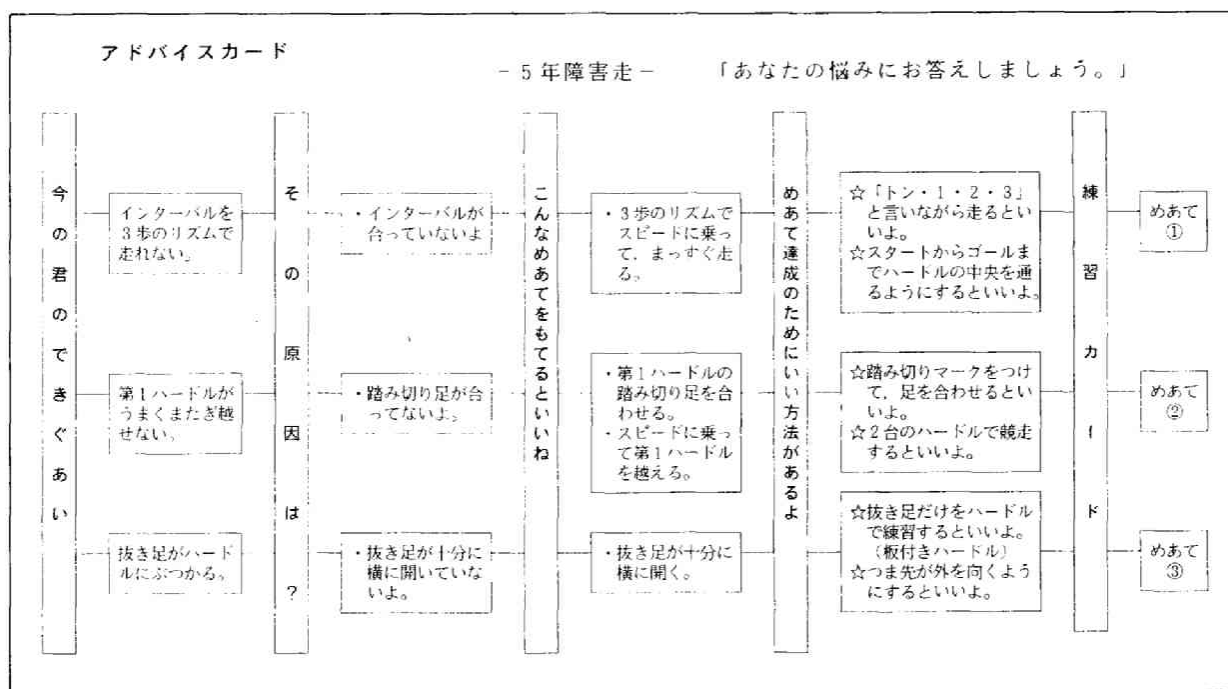 アドバイスカード
－5年障害走－ 「あなたの悩みにお答えしましょう。」
今の君のできぐあい
インターバルを
3歩のリズムで
走れない。
第1ハードルが
うまくまたぎ越
せない。
抜き足がハード
ルにぶつかる。
その原因は？
・インターバルが
合っていないよ
・踏み切り足が合
ってないよ。
・抜き足が十分に
横に開いていな
いよ。
こんなめあてをもてるといいね
・3歩のリズムで
スピードに乗っ
て，まっすぐ走
る。
・第1ハードルの
踏み切り足を合
わせる。
・スピードに乗っ
て第1ハードル
を越える。
・抜き足が十分に
横に開く。
めあて達成のためにいい方法があるよ
☆「トン・1・2・3」
と言いながら走るとい
いよ。
☆スタートからゴールま
でハードルの中央を通
るようにするといいよ。
☆踏み切りマークをつけ
て，足を合わせるとい
いよ。
☆2台のハードルで競走
するといいよ。
☆抜き足だけをハードル
で練習するといいよ。
（板付きハードル）
☆つま先が外を向くよう
にするといいよ。
練習カード
めあて
①
めあて
②
めあて
③